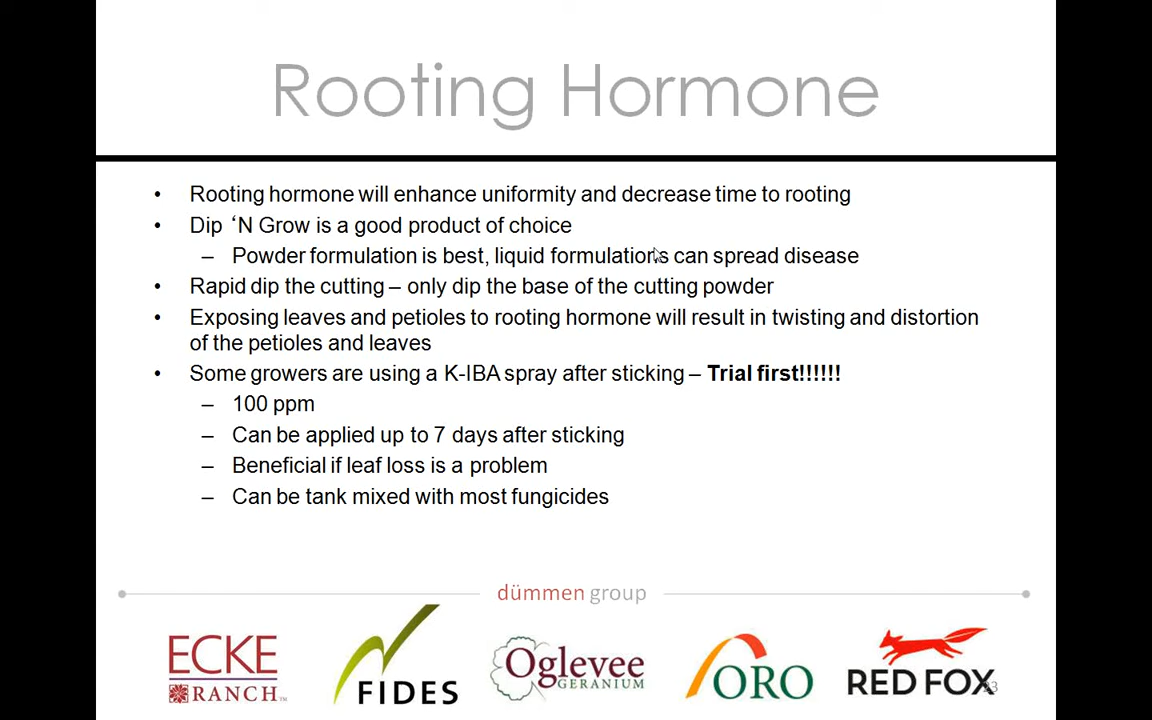 Rooting Hormone
• Rooting hormone will enhance uniformity and decrease time to rooting
• Dip ‘N Grow is a good product of choice
– Powder formulation is best, liquid formulations can spread disease
• Rapid dip the cutting – only dip the base of the cutting powder
• Exposing leaves and petioles to rooting hormone will result in twisting and distortion
of the petioles and leaves
• Some growers are using a K-IBA spray after sticking – Trial first!!!!!!
– 100 ppm
– Can be applied up to 7 days after sticking
– Beneficial if leaf loss is a problem
– Can be tank mixed with most fungicides
dümmen group
ECKE
RANCH™
FIDES
Oglevee
GERANIUM
ORO
RED FOX
23